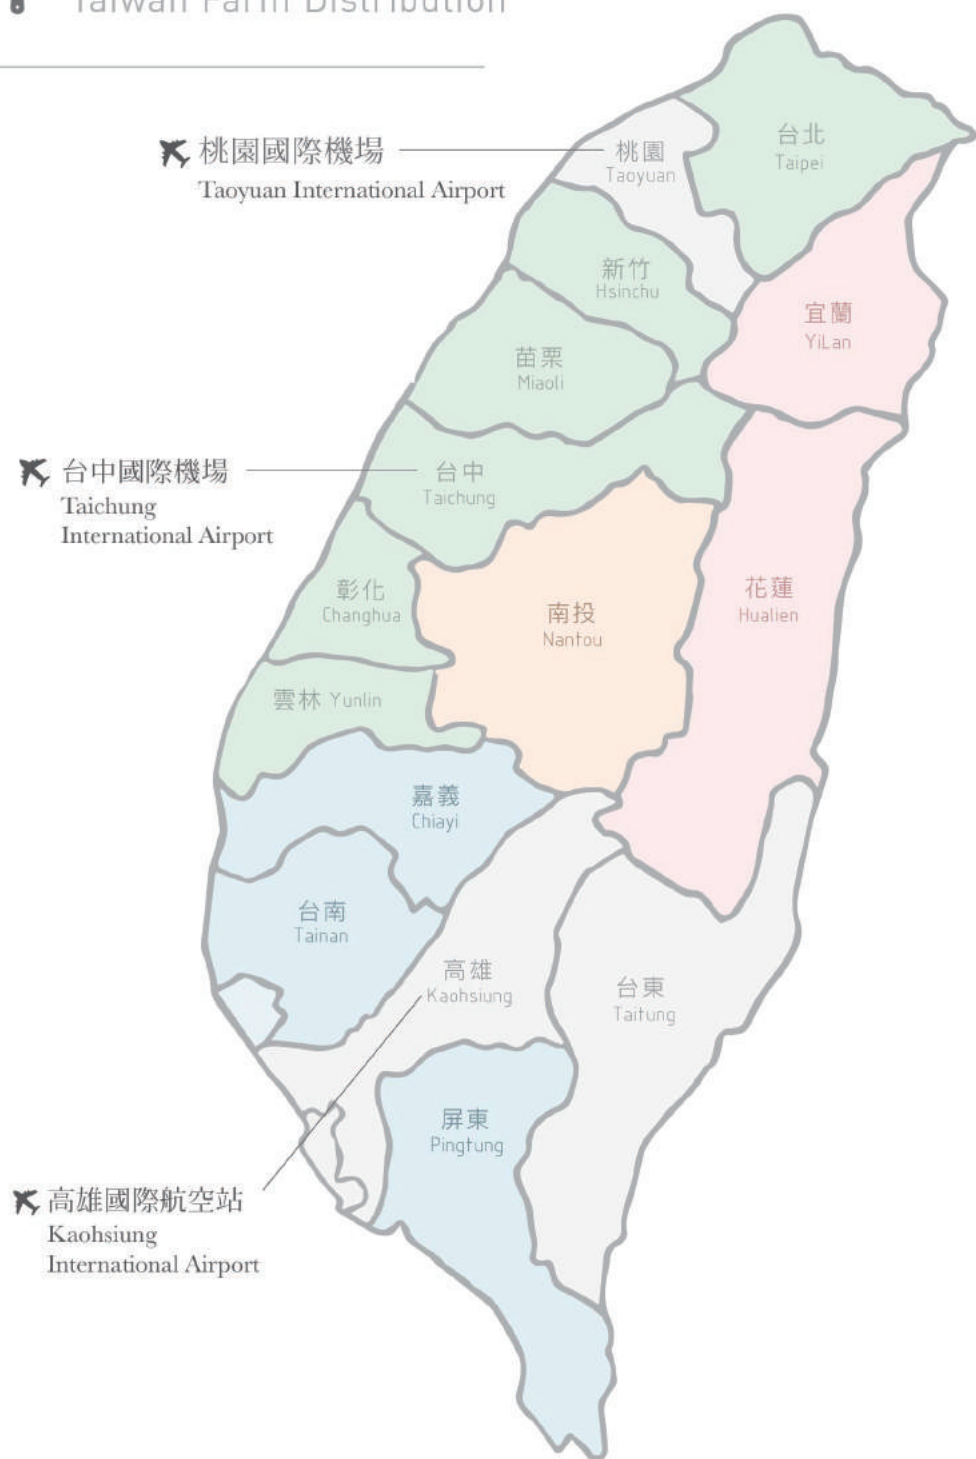 Taiwan Farm Distribution
台北
Taipei
桃園國際機場
Taoyuan International Airport
桃園
Taoyuan
新竹
Hsinchu
宜蘭
YiLan
苗栗
Miaoli
台中國際機場
Taichung
International Airport
台中
Taichung
彰化
Changhua
南投
Nantou
花蓮
Hualien
雲林 Yunlin
嘉義
Chiayi
台南
Tainan
高雄
Kaohsiung
台東
Taitung
屏東
Pingtung
高雄國際航空站
Kaohsiung
International Airport